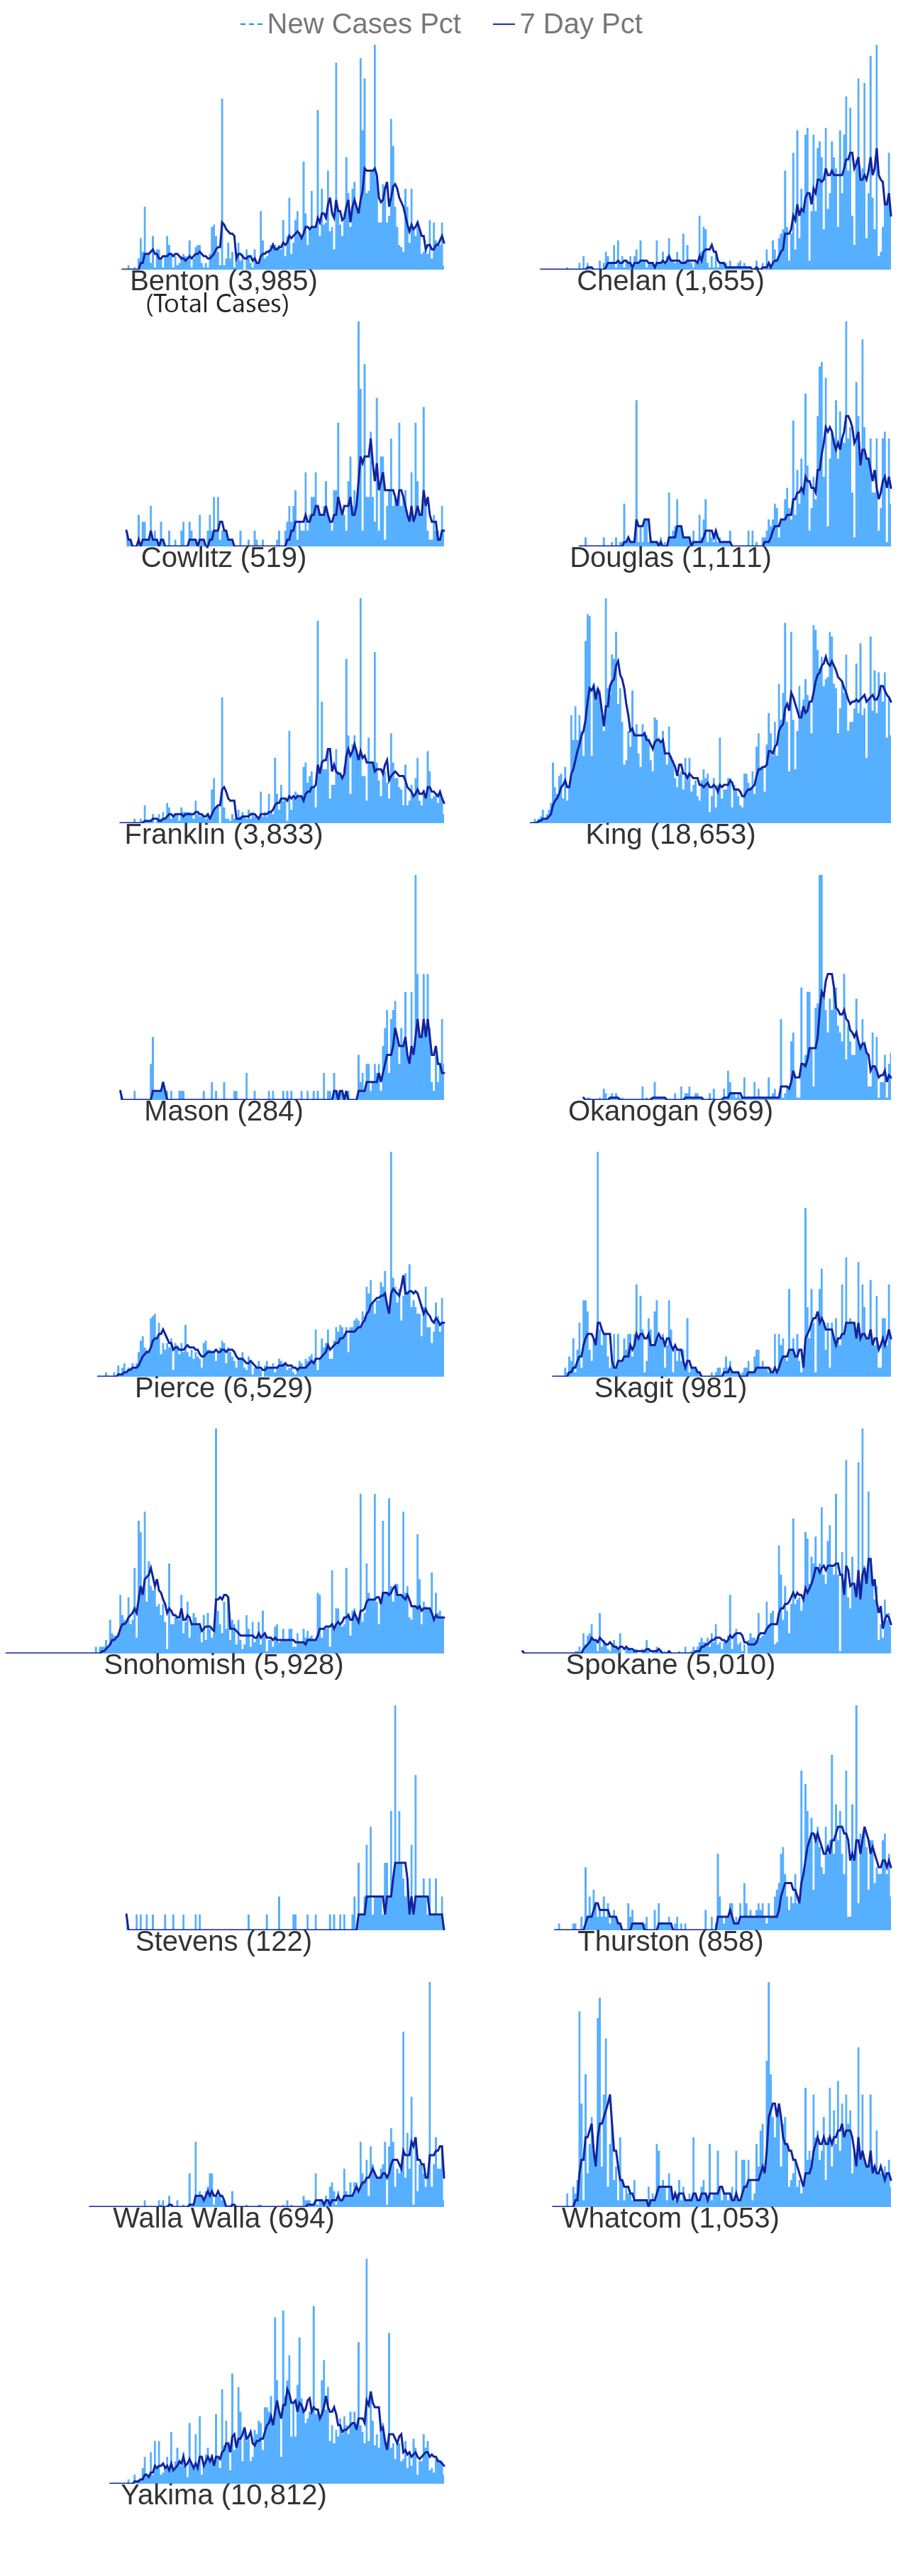 New Cases Pct 7 Day Pct
Benton (3,985) Chelan (1,655)
(Total Cases)
Cowlitz (519) Douglas (1,111)
Franklin (3,833) King (18,653)
Mason (284) Okanogan (969)
Pierce (6,529) Skagit (981)
Snohomish (5,928) Spokane (5,010)
Stevens (122) Thurston (858)
Walla Walla (694) Whatcom (1,053)
Yakima (10,812)